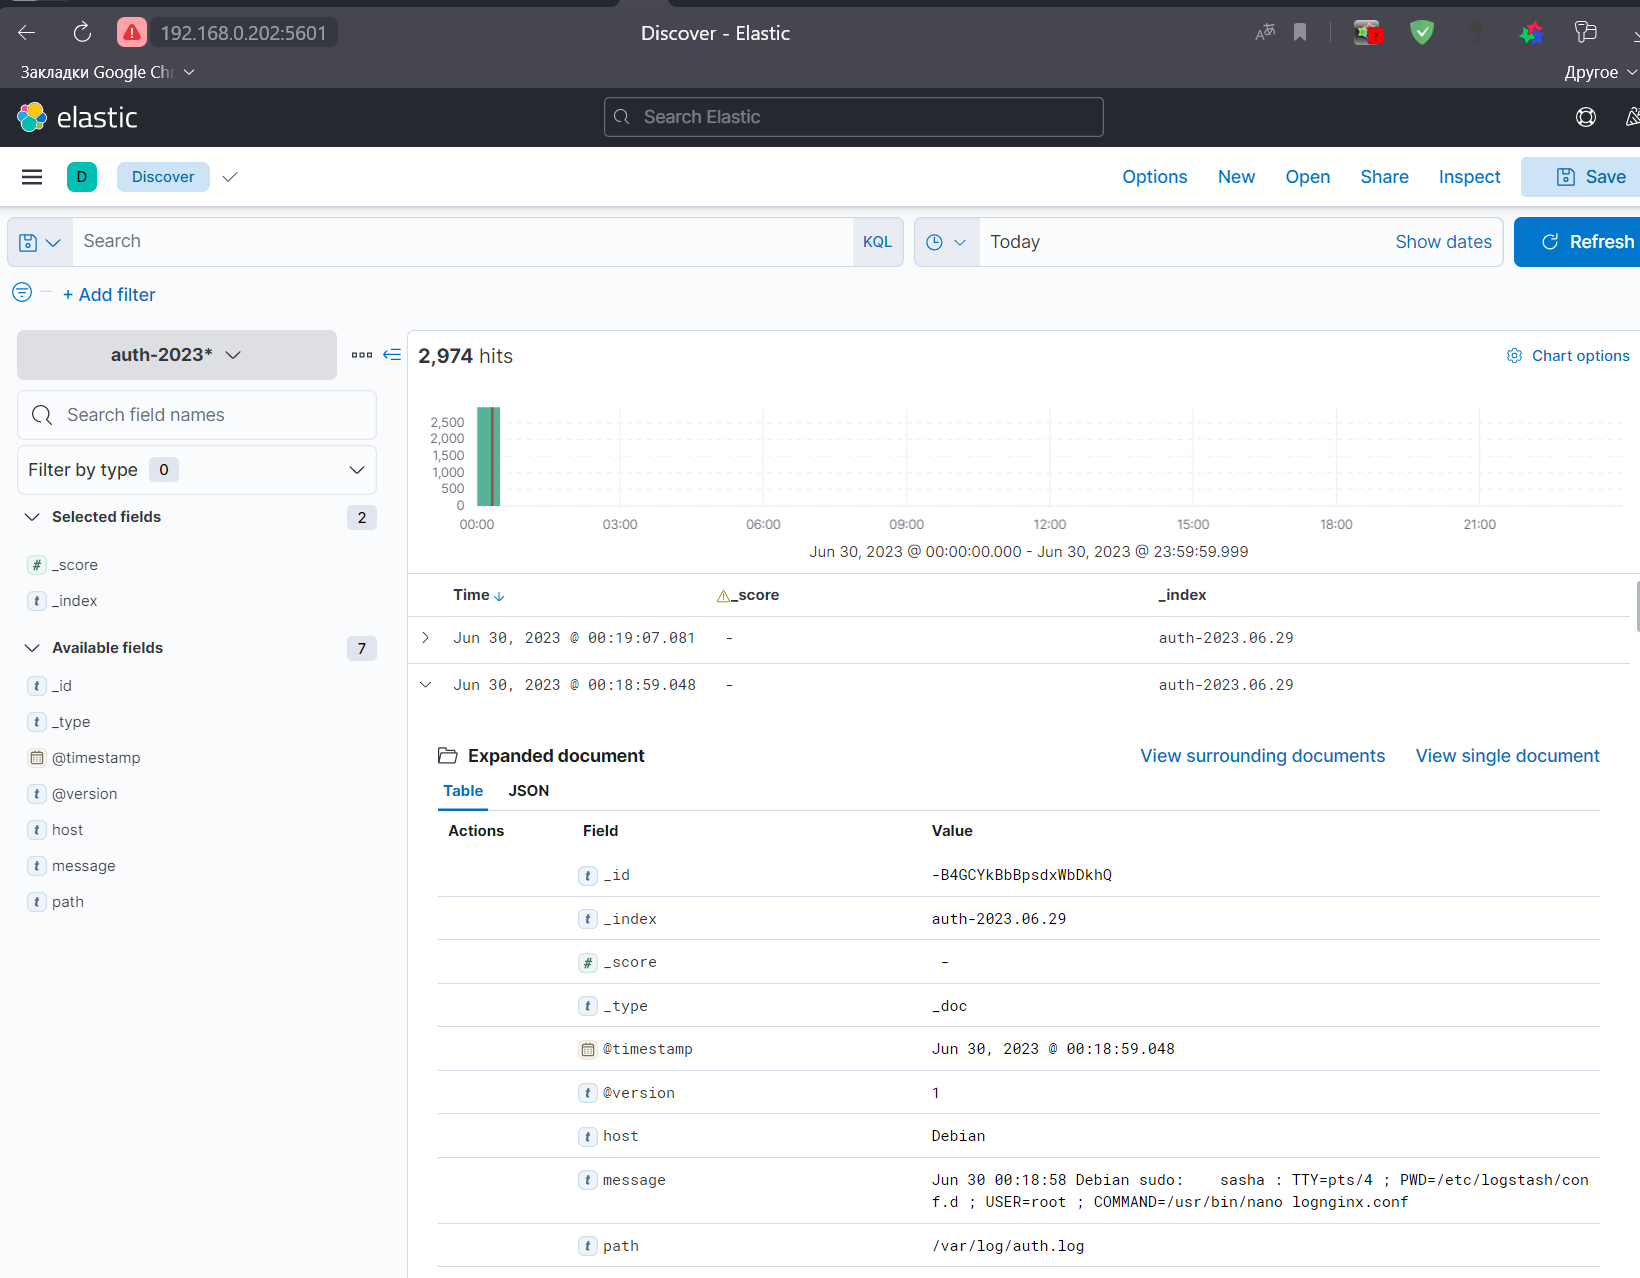 192.168.0.202:5601
Discover - Elastic
Закладки Google Chr
Другое
elastic
Search Elastic
D
Discover
Options
New
Open
Share
Inspect
Save
Search
KQL
Today
Show dates
Refresh
+ Add filter
auth-2023*
2,974 hits
Chart options
Search field names
Filter by type 0
Selected fields 2
# _score
t _index
Available fields 7
t _id
t _type
@timestamp
t @version
t host
t message
t path
2,500
2,000
1,500
1,000
500
0
00:00
03:00
06:00
09:00
12:00
15:00
18:00
21:00
Jun 30, 2023 @ 00:00:00.000 - Jun 30, 2023 @ 23:59:59.999
Time
_score
_index
Jun 30, 2023 @ 00:19:07.081 - auth-2023.06.29
Jun 30, 2023 @ 00:18:59.048 - auth-2023.06.29
Expanded document
View surrounding documents
View single document
Table
JSON
Actions
Field
Value
t _id -B4GCYkBbBpsdxWbDkhQ
t _index auth-2023.06.29
# _score -
t _type _doc
@timestamp Jun 30, 2023 @ 00:18:59.048
t @version 1
t host Debian
t message Jun 30 00:18:58 Debian sudo:    sasha : TTY=pts/4 ; PWD=/etc/logstash/con
f.d ; USER=root ; COMMAND=/usr/bin/nano lognginx.conf
t path /var/log/auth.log